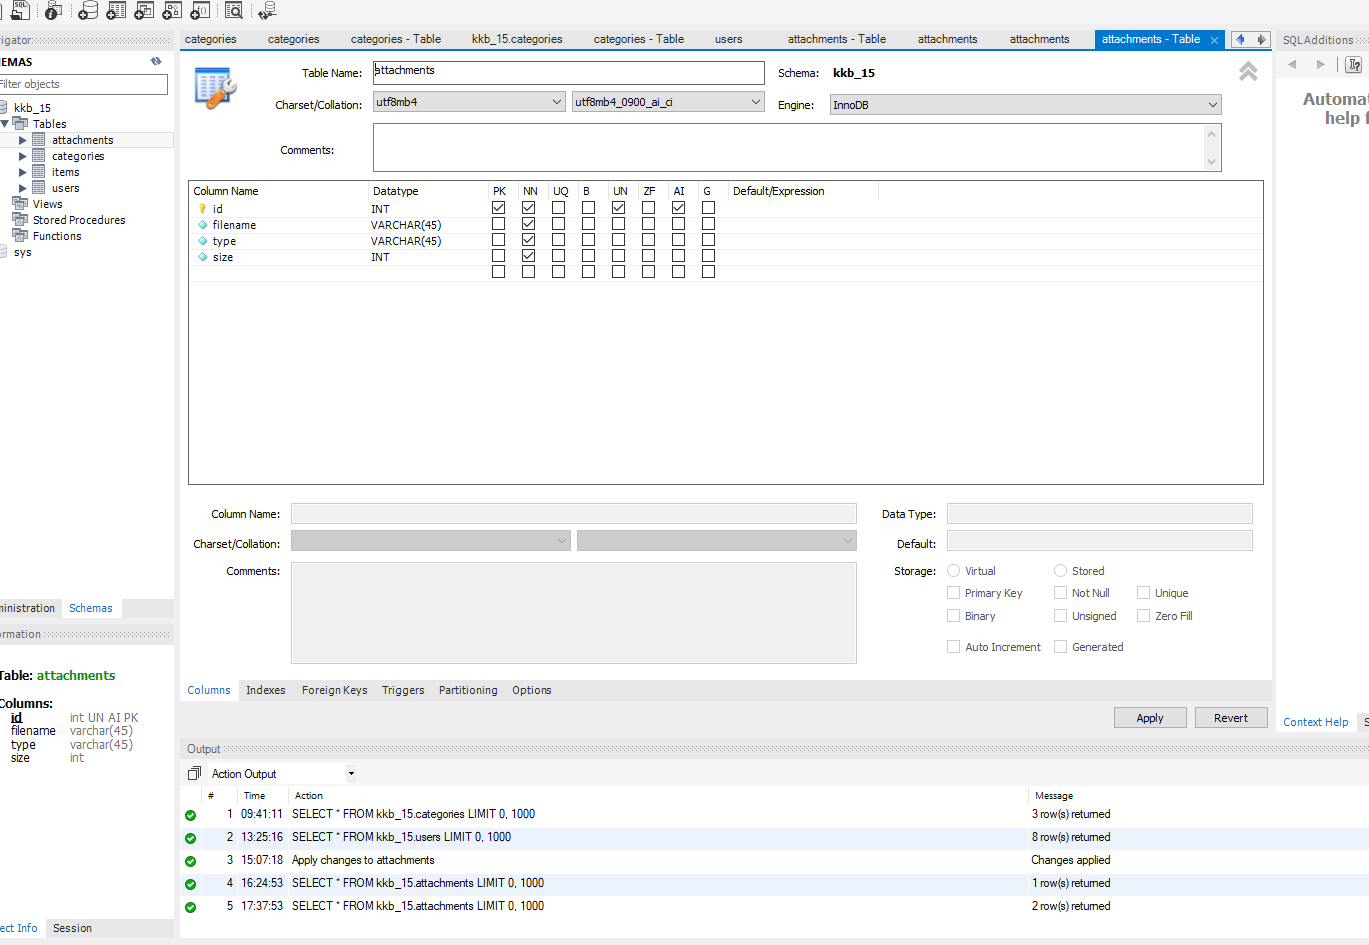 SQL
vigator
categories categories categories - Table kkb_15.categories categories - Table users attachments - Table attachments attachments attachments - Table
SQLAdditions
HEMAS
Filter objects
kkb_15
Tables
attachments
categories
items
users
Views
Stored Procedures
Functions
sys
Table Name: attachments Schema: kkb_15
Charset/Collation: utf8mb4 utf8mb4_0900_ai_ci Engine: InnoDB
Comments:
Automat
help f
Column Name Datatype PK NN UQ B UN ZF AI G Default/Expression
id INT
filename VARCHAR(45)
type VARCHAR(45)
size INT
Column Name: Data Type:
Charset/Collation: Default:
Comments: Storage: Virtual Stored
Primary Key Not Null Unique
Binary Unsigned Zero Fill
Auto Increment Generated
ministration Schemas
ormation
Table: attachments
Columns:
id int UN AI PK
filename varchar(45)
type varchar(45)
size int
Columns Indexes Foreign Keys Triggers Partitioning Options
Apply Revert
Context Help S
Output
Action Output
# Time Action Message
1 09:41:11 SELECT * FROM kkb_15.categories LIMIT 0, 1000 3 row(s) returned
2 13:25:16 SELECT * FROM kkb_15.users LIMIT 0, 1000 8 row(s) returned
3 15:07:18 Apply changes to attachments Changes applied
4 16:24:53 SELECT * FROM kkb_15.attachments LIMIT 0, 1000 1 row(s) returned
5 17:37:53 SELECT * FROM kkb_15.attachments LIMIT 0, 1000 2 row(s) returned
ect Info Session